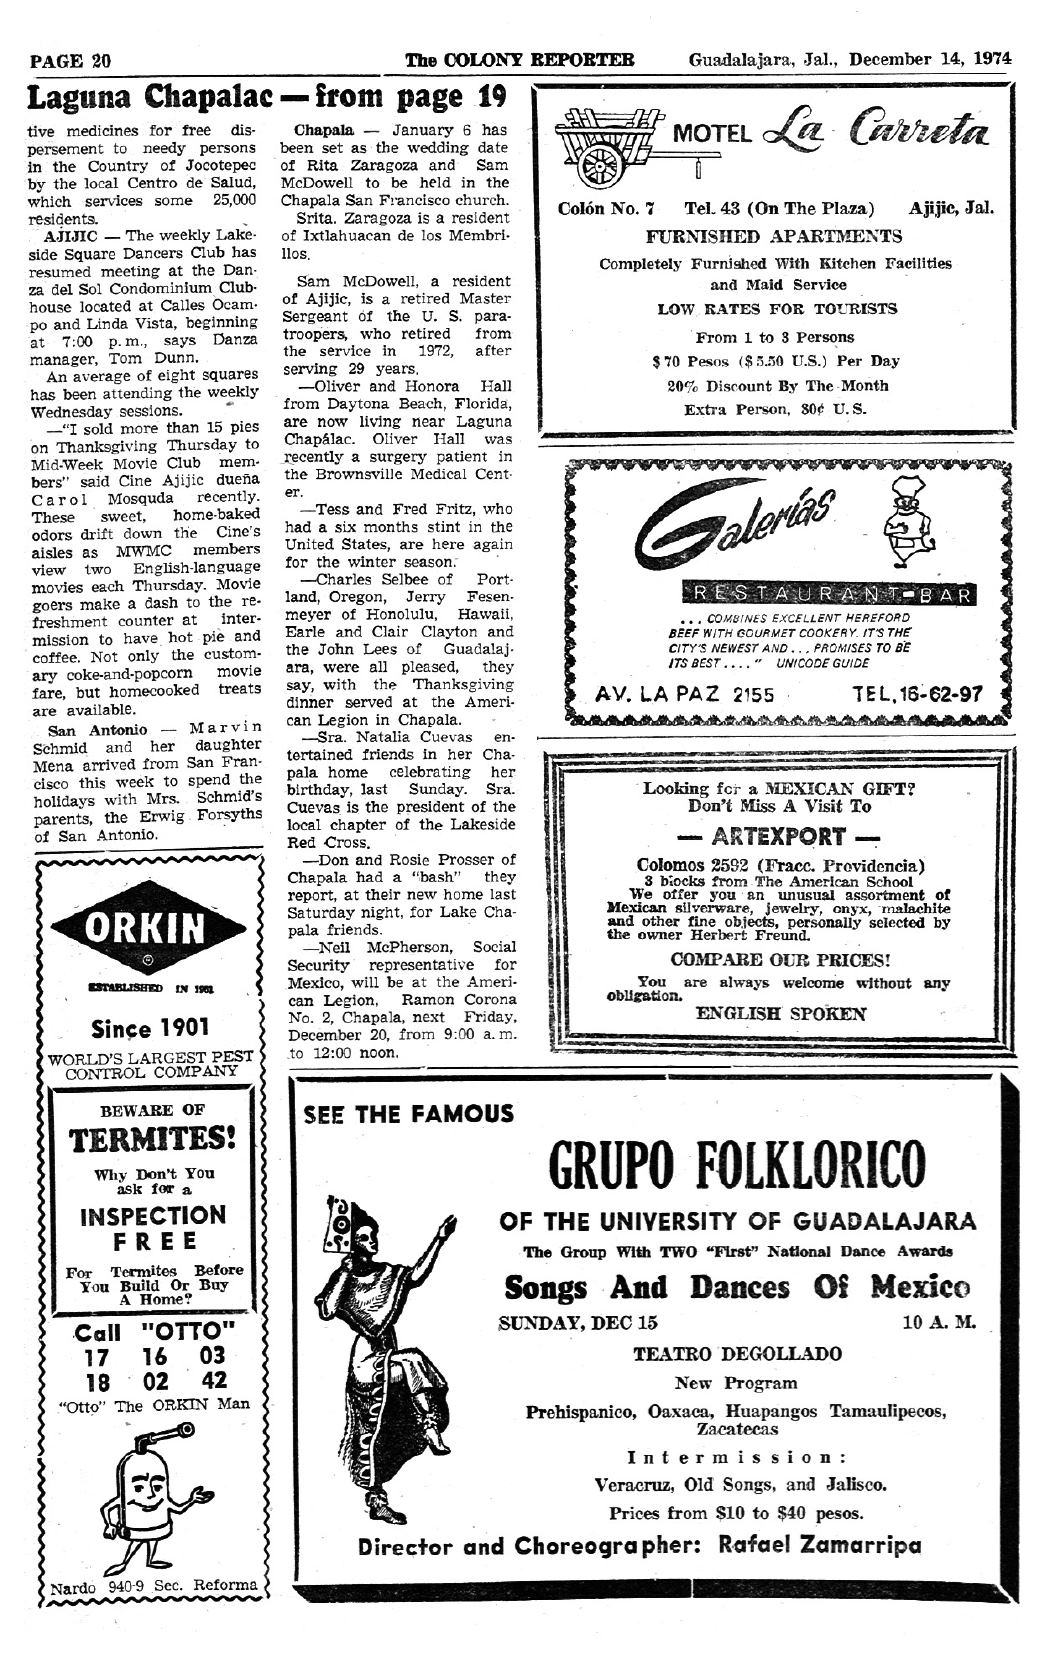 PAGE 20
The COLONY REPORTER
Guadalajara, Jal., December 14, 1974
Laguna Chapalac — from page 19
tive medicines for free dis-
persement to needy persons
in the Country of Jocotepec
by the local Centro de Salud,
which services some 25,000
residents.
AJIJIC — The weekly Lake-
side Square Dancers Club has
resumed meeting at the Dan-
za del Sol Condominium Club-
house located at Calles Ocam-
po and Linda Vista, beginning
at 7:00 p.m., says Danza
manager, Tom Dunn.
An average of eight squares
has been attending the weekly
Wednesday sessions.
—"I sold more than 15 pies
on Thanksgiving Thursday to
Mid-Week Movie Club mem-
bers" said Cine Ajijic dueña
Carol Mosquda recently.
These sweet, home-baked
odors drift down the Cine's
aisles as MWMC members
view two English-language
movies each Thursday. Movie
goers make a dash to the re-
freshment counter at inter-
mission to have hot pie and
coffee. Not only the custom-
ary coke-and-popcorn movie
fare, but homecooked treats
are available.
San Antonio — Marvin
Schmid and her daughter
Mena arrived from San Fran-
cisco this week to spend the
holidays with Mrs. Schmid's
parents, the Erwig Forsyths
of San Antonio.
Chapala — January 6 has
been set as the wedding date
of Rita Zaragoza and Sam
McDowell to be held in the
Chapala San Francisco church.
Srita. Zaragoza is a resident
of Ixtlahuacan de los Membri-
llos.
Sam McDowell, a resident
of Ajijic, is a retired Master
Sergeant of the U. S. para-
troopers, who retired from
the service in 1972, after
serving 29 years.
—Oliver and Honora Hall
from Daytona Beach, Florida,
are now living near Laguna
Chapálac. Oliver Hall was
recently a surgery patient in
the Brownsville Medical Cent-
er.
—Tess and Fred Fritz, who
had a six months stint in the
United States, are here again
for the winter season.
—Charles Selbee of Port-
land, Oregon, Jerry Fesen-
meyer of Honolulu, Hawaii,
Earle and Clair Clayton and
the John Lees of Guadalaj-
ara, were all pleased, they
say, with the Thanksgiving
dinner served at the Ameri-
can Legion in Chapala.
—Sra. Natalia Cuevas en-
tertained friends in her Cha-
pala home celebrating her
birthday, last Sunday. Sra.
Cuevas is the president of the
local chapter of the Lakeside
Red Cross.
—Don and Rosie Prosser of
Chapala had a "bash" they
report, at their new home last
Saturday night, for Lake Cha-
pala friends.
—Neil McPherson, Social
Security representative for
Mexico, will be at the Ameri-
can Legion, Ramon Corona
No. 2, Chapala, next Friday,
December 20, from 9:00 a.m.
to 12:00 noon.
MOTEL La Carreta
Colón No. 7 Tel. 43 (On The Plaza) Ajijic, Jal.
FURNISHED APARTMENTS
Completely Furnished With Kitchen Facilities
and Maid Service
LOW RATES FOR TOURISTS
From 1 to 3 Persons
$70 Pesos ($5.50 U.S.) Per Day
20% Discount By The Month
Extra Person, 80¢ U.S.
Galerías
RESTAURANT-BAR
... COMBINES EXCELLENT HEREFORD
BEEF WITH GOURMET COOKERY. IT'S THE
CITY'S NEWEST AND ... PROMISES TO BE
ITS BEST ...." UNICODE GUIDE
AV. LA PAZ 2155 TEL. 16-62-97
Looking for a MEXICAN GIFT?
Don't Miss A Visit To
— ARTEXPORT —
Colomos 2592 (Fracc. Providencia)
3 blocks from The American School
We offer you an unusual assortment of
Mexican silverware, jewelry, onyx, malachite
and other fine objects, personally selected by
the owner Herbert Freund.
COMPARE OUR PRICES!
You are always welcome without any
obligation.
ENGLISH SPOKEN
ORKIN
©
ESTABLISHED IN 1901
Since 1901
WORLD'S LARGEST PEST
CONTROL COMPANY
BEWARE OF
TERMITES!
Why Don't You
ask for a
INSPECTION
FREE
For Termites Before
You Build Or Buy
A Home?
Call "OTTO"
17 16 03
18 02 42
"Otto" The ORKIN Man
Nardo 940-9 Sec. Reforma
SEE THE FAMOUS
GRUPO FOLKLORICO
OF THE UNIVERSITY OF GUADALAJARA
The Group With TWO "First" National Dance Awards
Songs And Dances Of Mexico
SUNDAY, DEC 15 10 A. M.
TEATRO DEGOLLADO
New Program
Prehispanico, Oaxaca, Huapangos Tamaulipecos,
Zacatecas
Intermission:
Veracruz, Old Songs, and Jalisco.
Prices from $10 to $40 pesos.
Director and Choreographer: Rafael Zamarripa